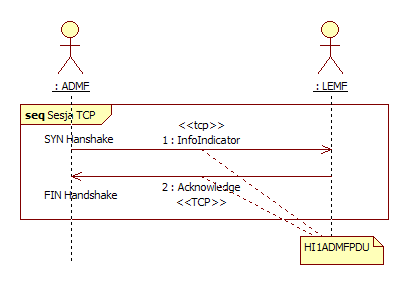 : ADMF
: LEMF
seq Sesja TCP
<<tcp>>
SYN Hanshake
1 : InfoIndicator
2 : Acknowledge
FIN Handshake
<<TCP>>
HI1ADMFPDU